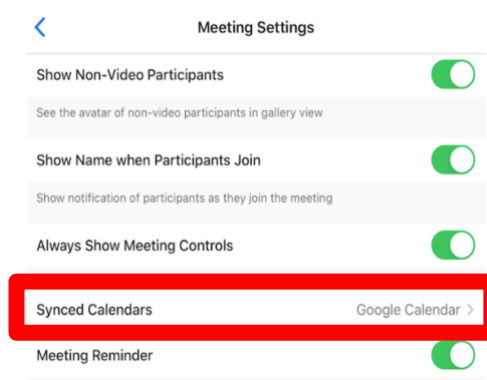 Meeting Settings
Show Non-Video Participants
See the avatar of non-video participants in gallery view
Show Name when Participants Join
Show notification of participants as they join the meeting
Always Show Meeting Controls
Synced Calendars Google Calendar >
Meeting Reminder